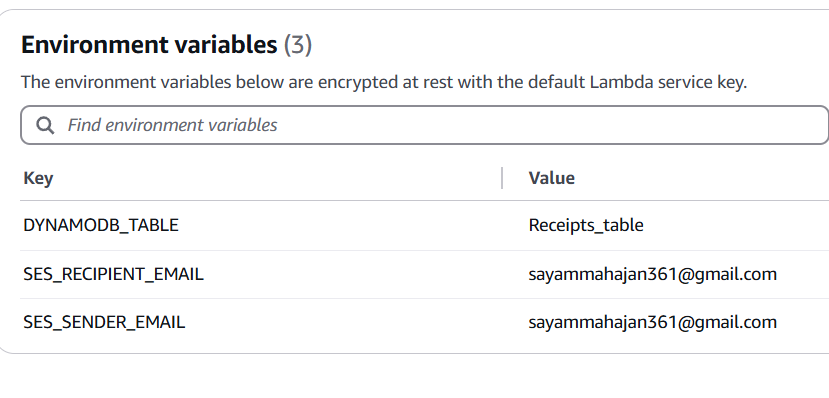 Environment variables (3)
The environment variables below are encrypted at rest with the default Lambda service key.
Find environment variables
Key Value
DYNAMODB_TABLE Receipts_table
SES_RECIPIENT_EMAIL sayammahajan361@gmail.com
SES_SENDER_EMAIL sayammahajan361@gmail.com